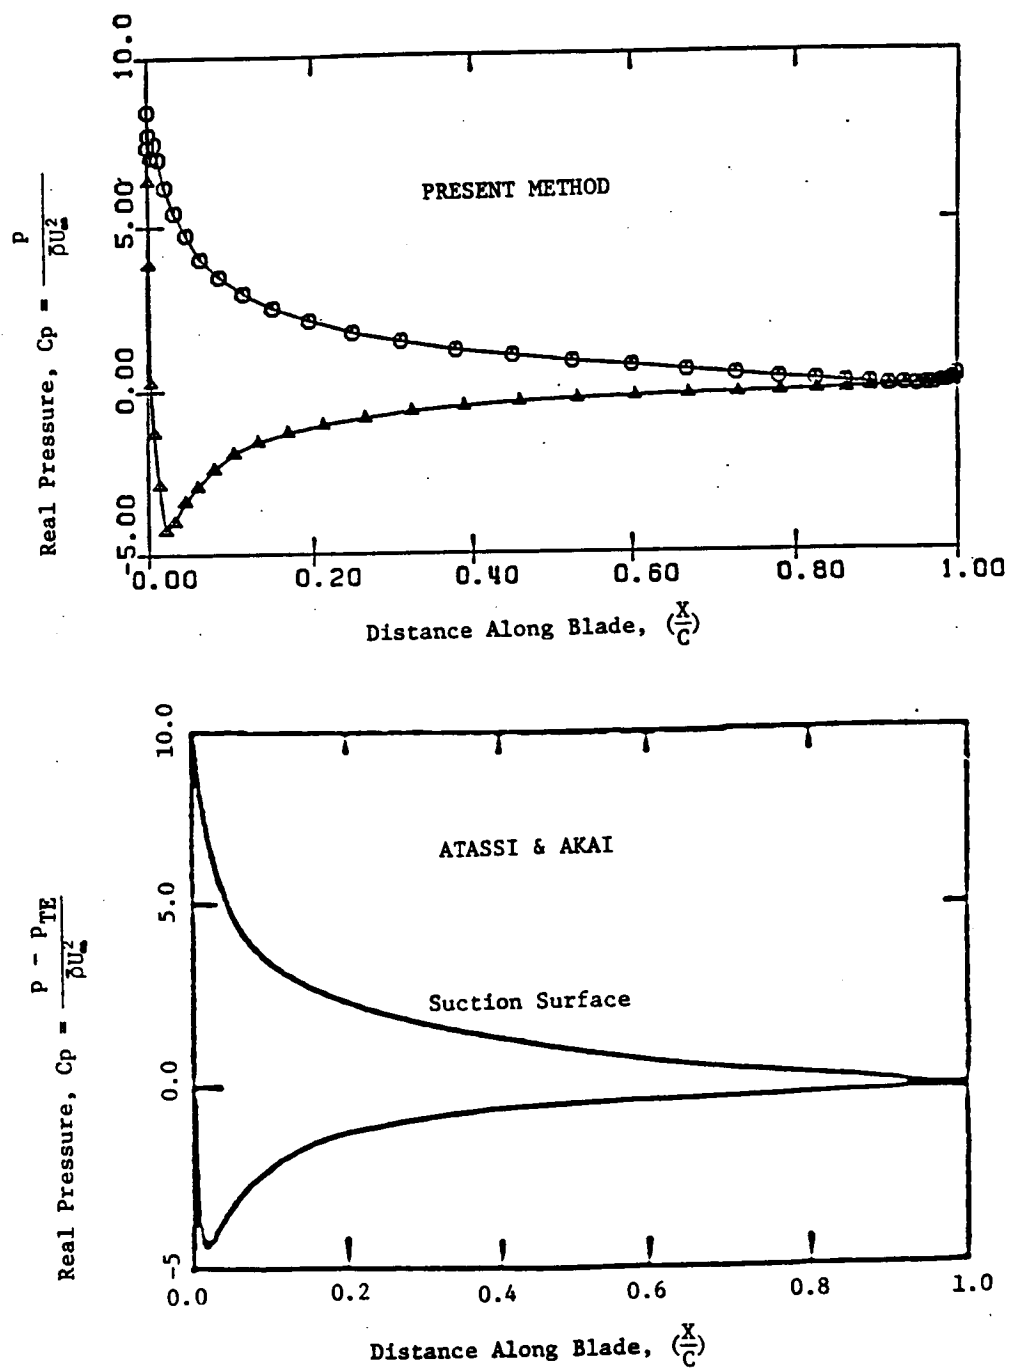 10.0
5.00
0.00
-5.00
Real Pressure, Cp = p / ρ̄U∞²
PRESENT METHOD
0.00 0.20 0.40 0.60 0.80 1.00
Distance Along Blade, (X/C)
10.0
5.0
0.0
-5
Real Pressure, Cp = P - PTE / ρ̄U∞²
ATASSI & AKAI
Suction Surface
0.0 0.2 0.4 0.6 0.8 1.0
Distance Along Blade, (X/C)